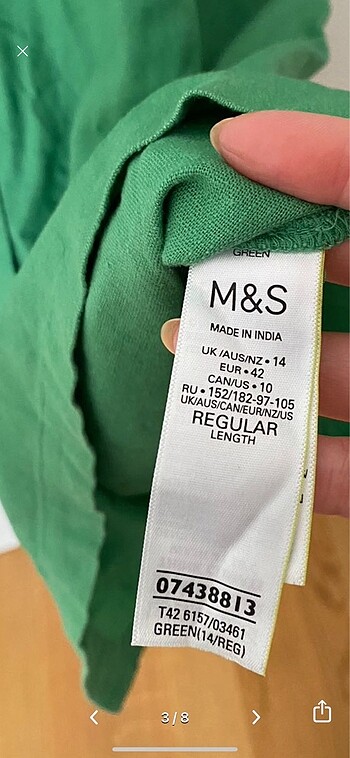 GREEN
M&S
MADE IN INDIA
UK/AUS/NZ • 14
EUR • 42
CAN/US • 10
RU • 152/182-97-105
UK/AUS/CAN/EUR/NZ/US
REGULAR
LENGTH
07438813
T42 6157/03461
GREEN(14/REG)
3/8